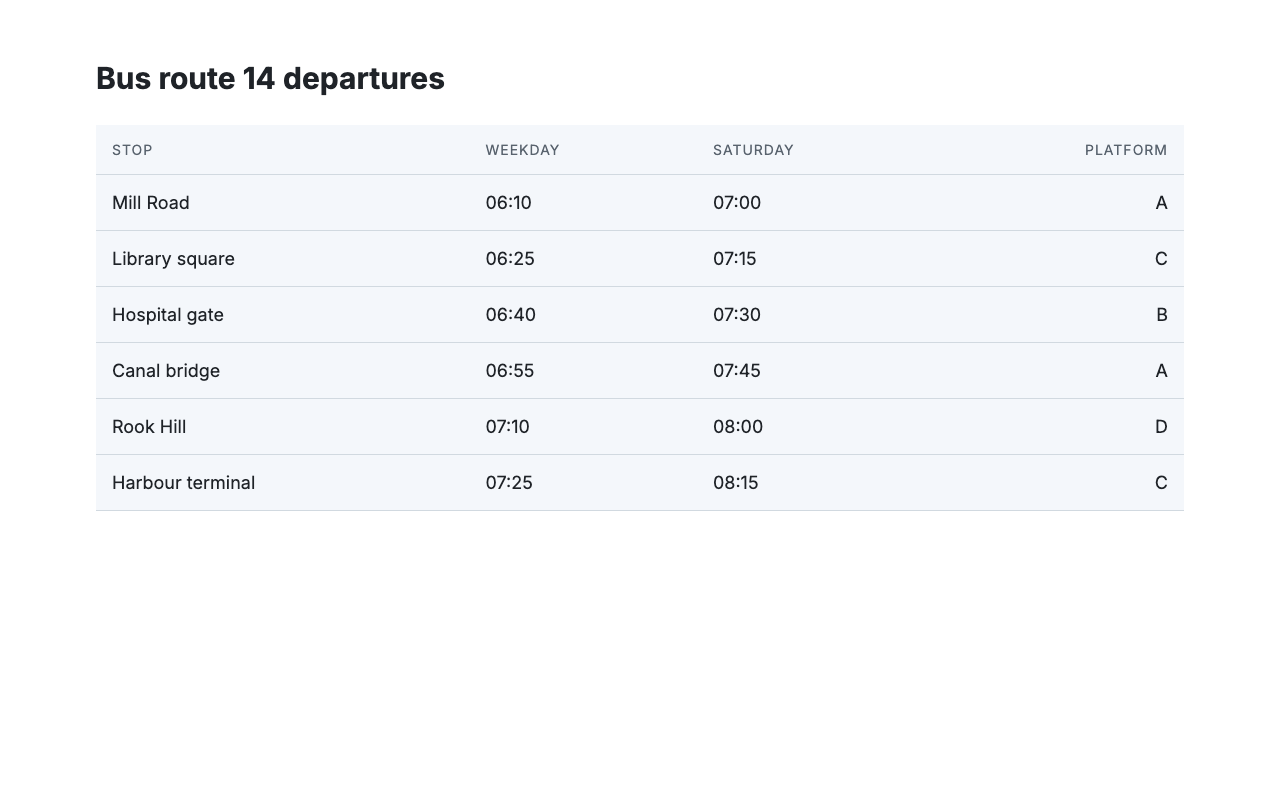 Bus route 14 departures
STOP WEEKDAY SATURDAY PLATFORM
Mill Road 06:10 07:00 A
Library square 06:25 07:15 C
Hospital gate 06:40 07:30 B
Canal bridge 06:55 07:45 A
Rook Hill 07:10 08:00 D
Harbour terminal 07:25 08:15 C